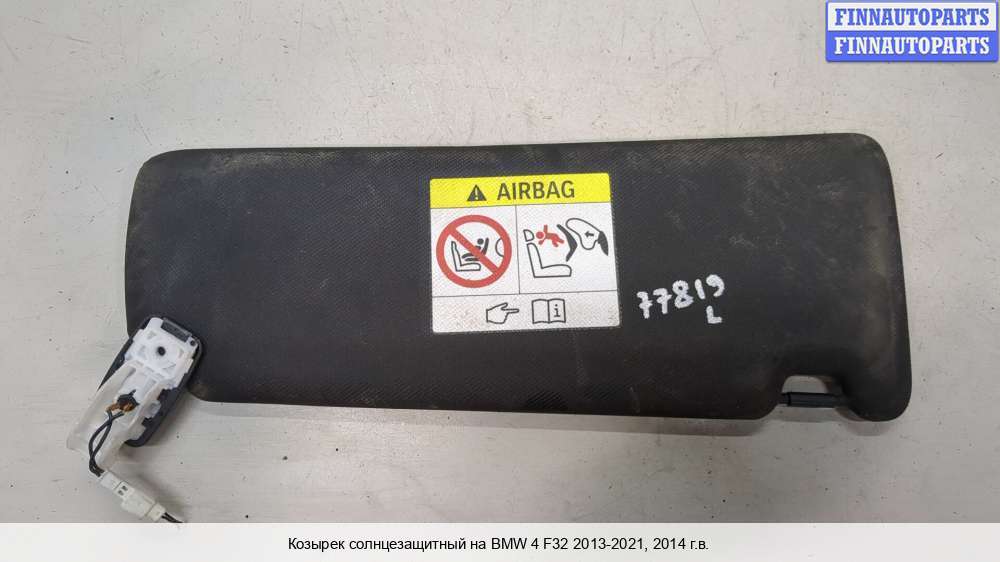 FINNAUTOPARTS
FINNAUTOPARTS
AIRBAG
77819
L
Козырек солнцезащитный на BMW 4 F32 2013-2021, 2014 г.в.